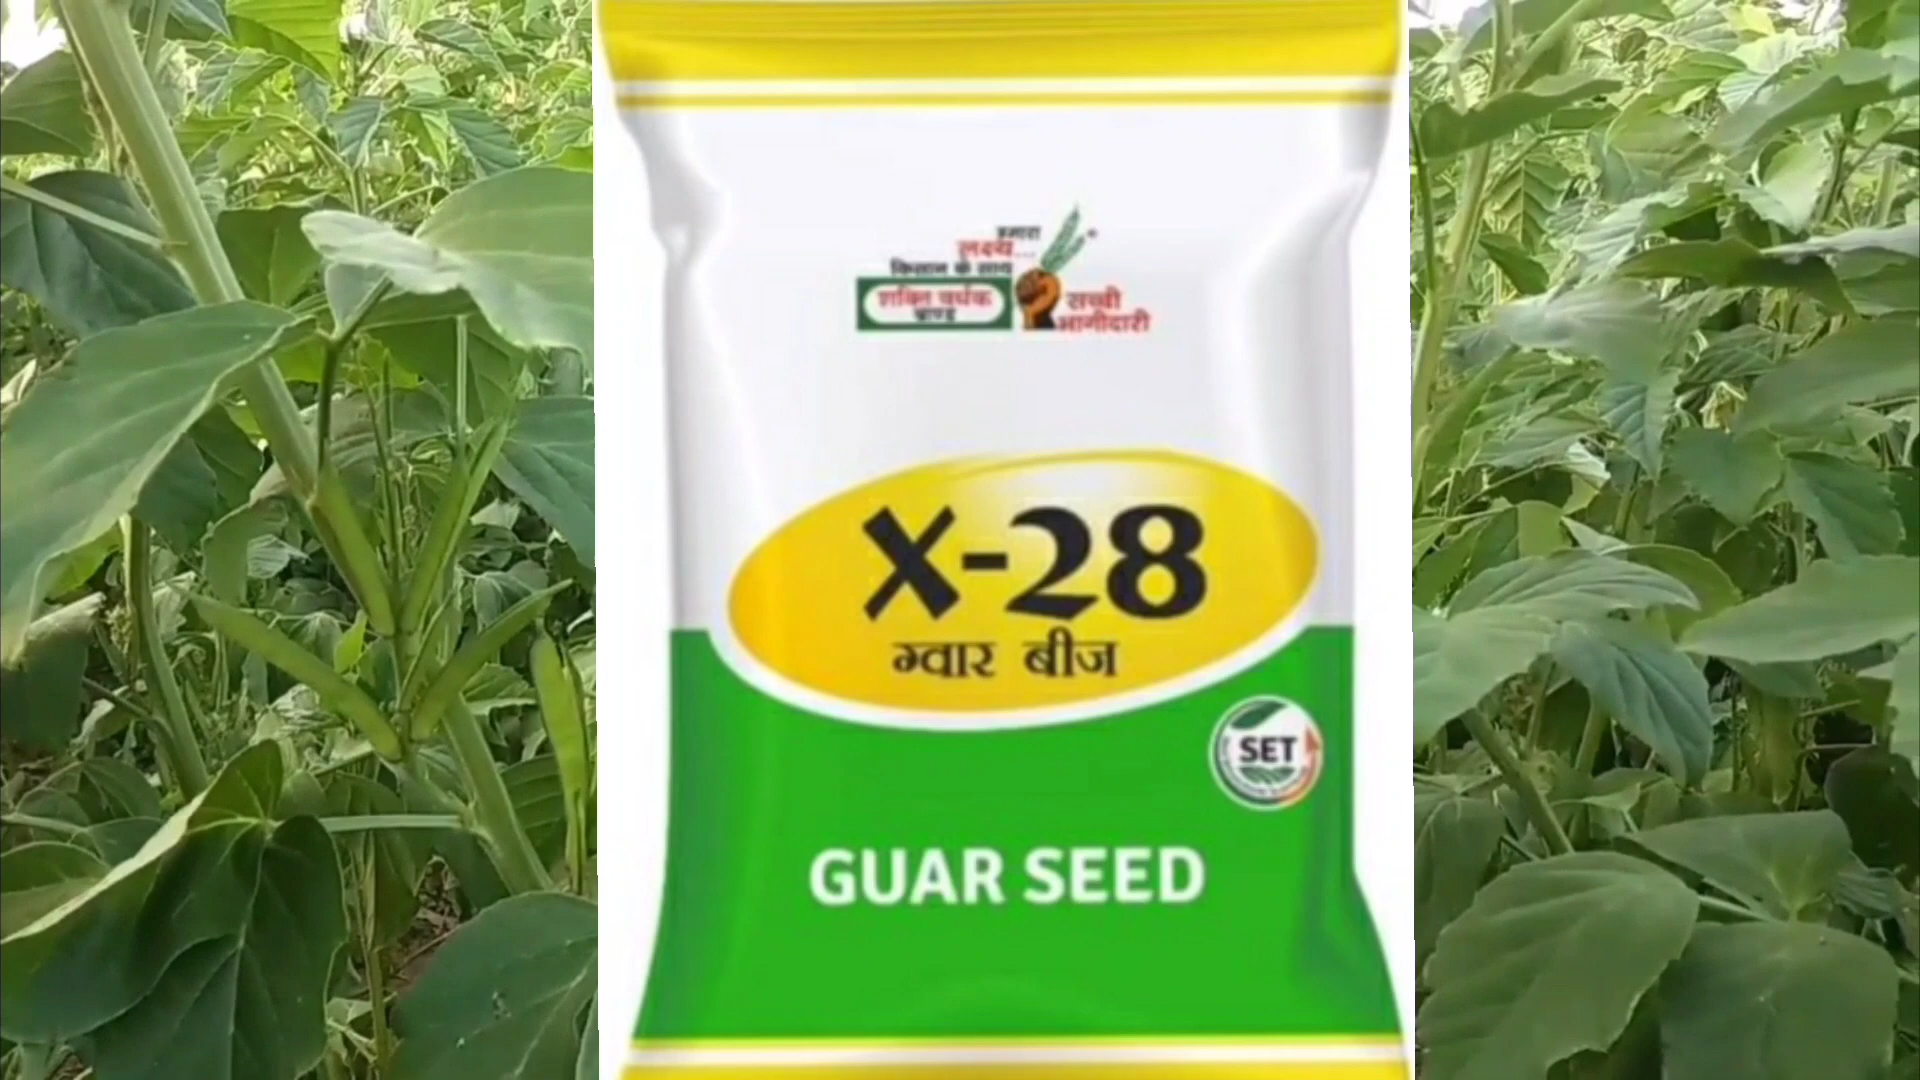 हमारा
लक्ष्य...
किसान के साथ
शक्ति वर्धक
ब्राण्ड
सच्ची
भागीदारी
X-28
ग्वार बीज
SET
GUAR SEED